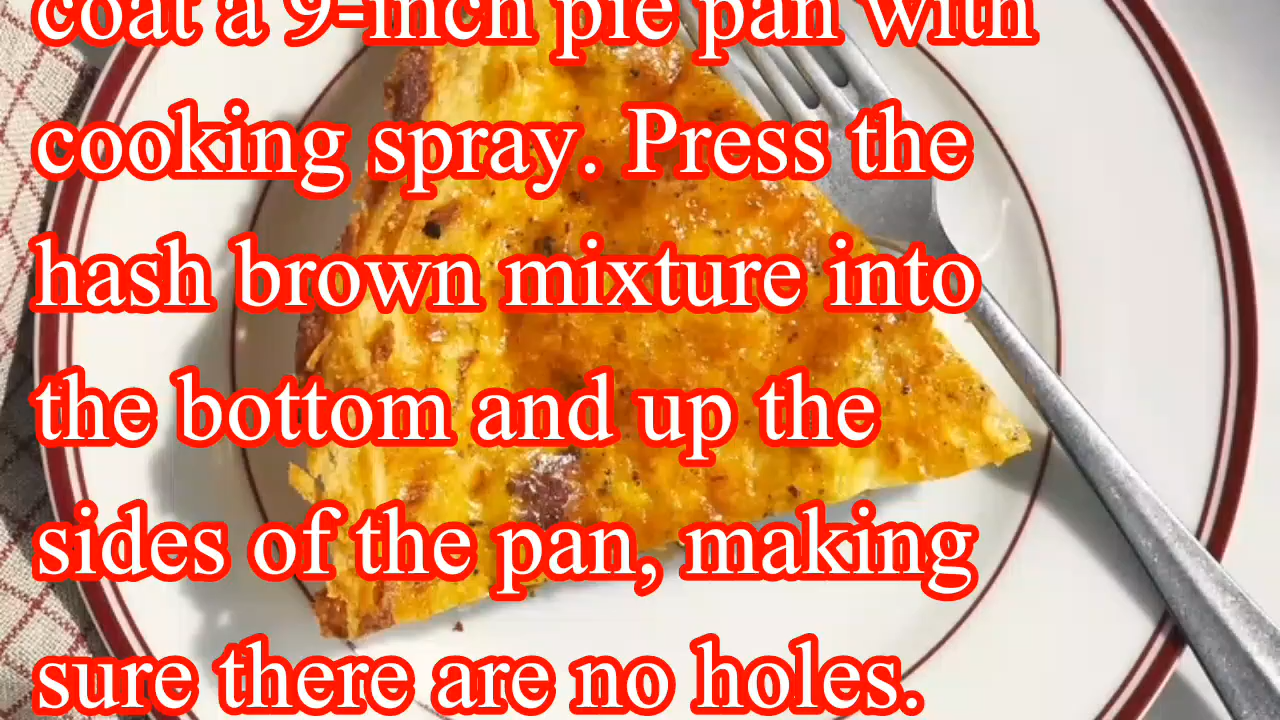 coat a 9-inch pie pan with
cooking spray. Press the
hash brown mixture into
the bottom and up the
sides of the pan, making
sure there are no holes.